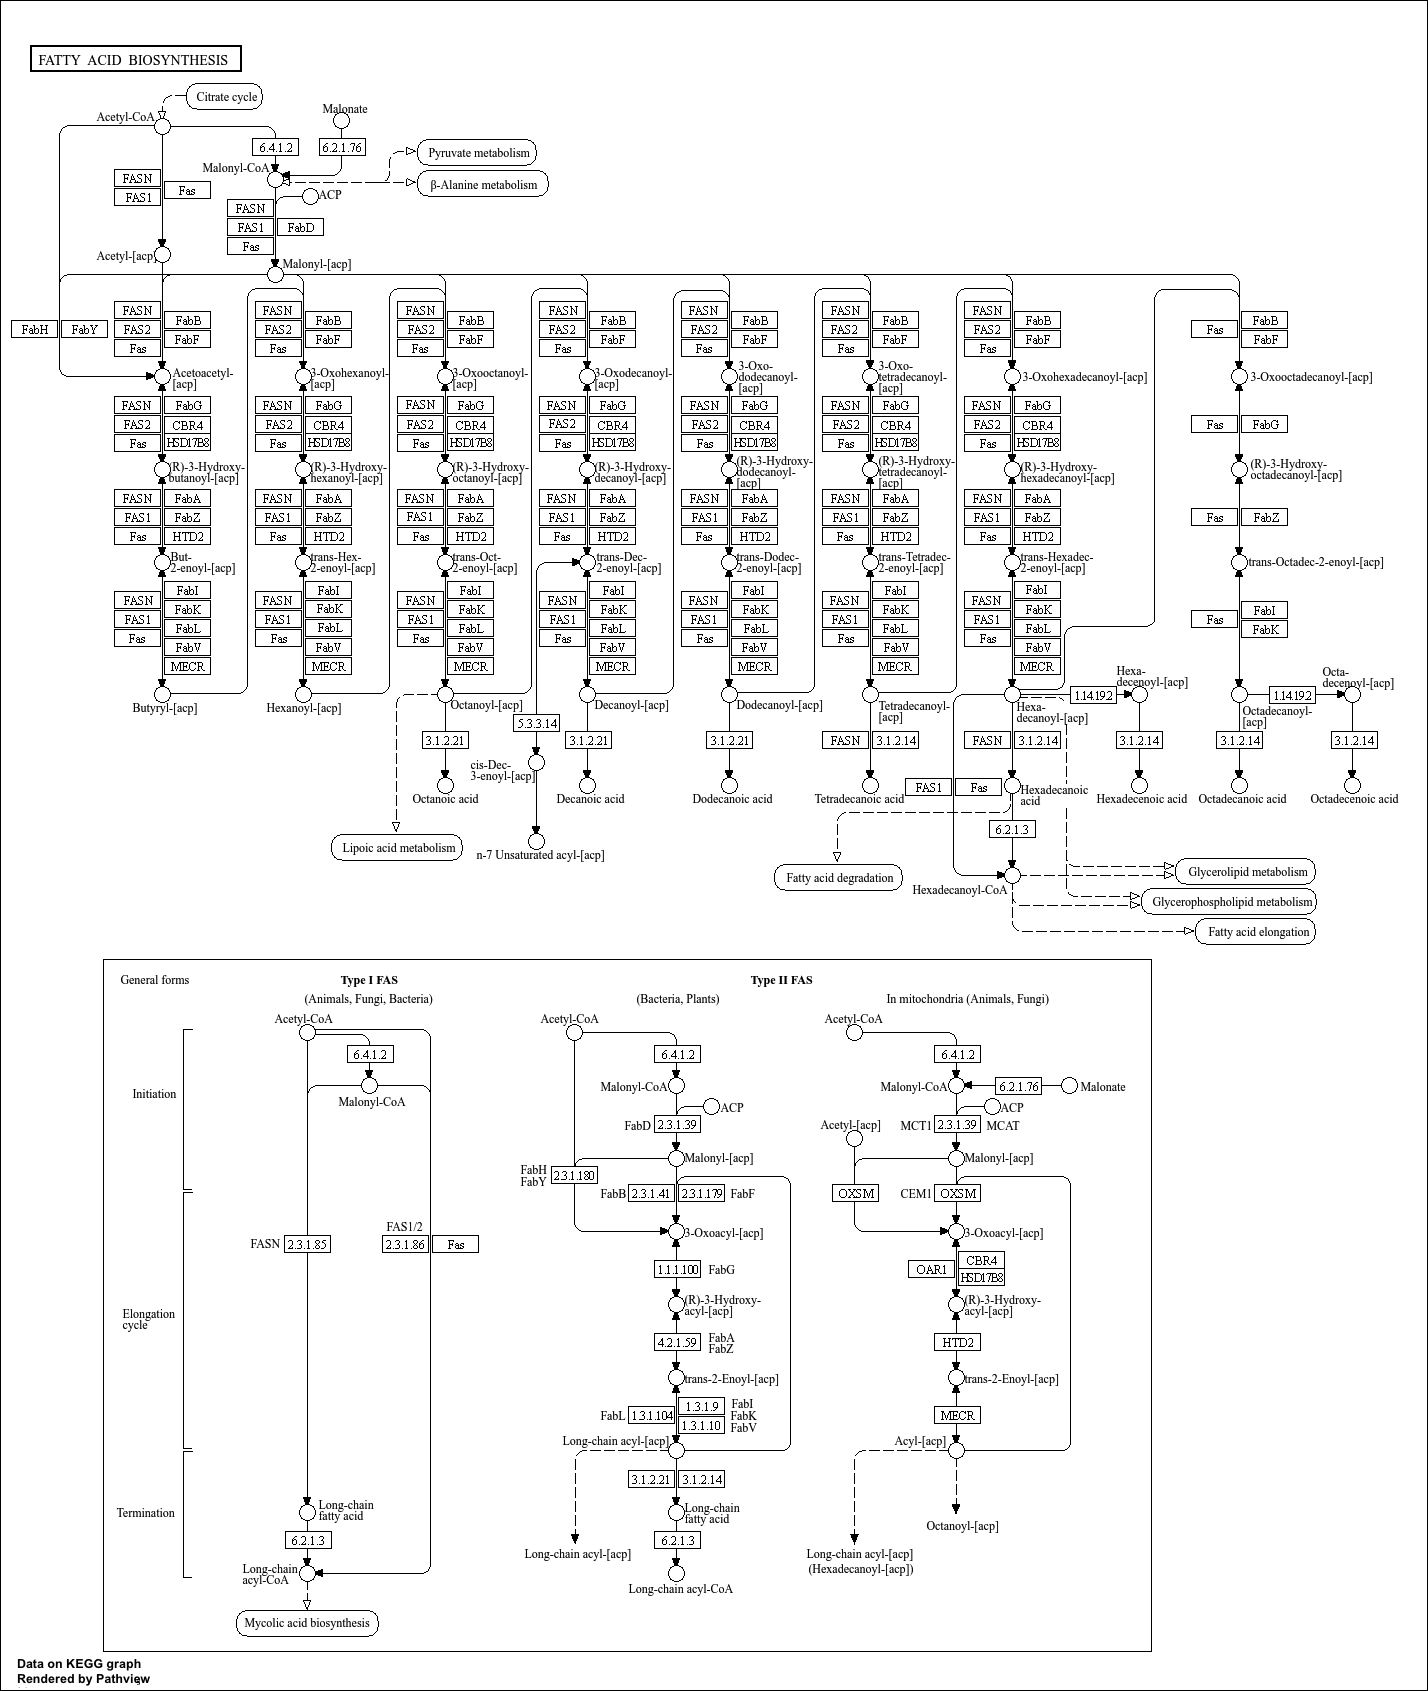 FATTY ACID BIOSYNTHESIS
Citrate cycle
Acetyl-CoA
Malonate
6.4.1.2
6.2.1.76
Pyruvate metabolism
Malonyl-CoA
β-Alanine metabolism
FASN
FAS1
Fas
ACP
FASN
FAS1
Fas
FabD
Acetyl-[acp]
Malonyl-[acp]
FabH
FabY
FASN
FAS2
Fas
FabB
FabF
FASN
FAS2
Fas
FabB
FabF
FASN
FAS2
Fas
FabB
FabF
FASN
FAS2
Fas
FabB
FabF
FASN
FAS2
Fas
FabB
FabF
FASN
FAS2
Fas
FabB
FabF
FASN
FAS2
Fas
FabB
FabF
Fas
FabB
FabF
Acetoacetyl-
[acp]
3-Oxohexanoyl-
[acp]
3-Oxooctanoyl-
[acp]
3-Oxodecanoyl-
[acp]
3-Oxo-
dodecanoyl-
[acp]
3-Oxo-
tetradecanoyl-
[acp]
3-Oxohexadecanoyl-[acp]
3-Oxooctadecanoyl-[acp]
FASN
FAS2
Fas
FabG
CBR4
HSD17B8
FASN
FAS2
Fas
FabG
CBR4
HSD17B8
FASN
FAS2
Fas
FabG
CBR4
HSD17B8
FASN
FAS2
Fas
FabG
CBR4
HSD17B8
FASN
FAS2
Fas
FabG
CBR4
HSD17B8
FASN
FAS2
Fas
FabG
CBR4
HSD17B8
FASN
FAS2
Fas
FabG
CBR4
HSD17B8
Fas
FabG
(R)-3-Hydroxy-
butanoyl-[acp]
(R)-3-Hydroxy-
hexanoyl-[acp]
(R)-3-Hydroxy-
octanoyl-[acp]
(R)-3-Hydroxy-
decanoyl-[acp]
(R)-3-Hydroxy-
dodecanoyl-
[acp]
(R)-3-Hydroxy-
tetradecanoyl-
[acp]
(R)-3-Hydroxy-
hexadecanoyl-[acp]
(R)-3-Hydroxy-
octadecanoyl-[acp]
FASN
FAS1
Fas
FabA
FabZ
HTD2
FASN
FAS1
Fas
FabA
FabZ
HTD2
FASN
FAS1
Fas
FabA
FabZ
HTD2
FASN
FAS1
Fas
FabA
FabZ
HTD2
FASN
FAS1
Fas
FabA
FabZ
HTD2
FASN
FAS1
Fas
FabA
FabZ
HTD2
FASN
FAS1
Fas
FabA
FabZ
HTD2
Fas
FabZ
But-
2-enoyl-[acp]
trans-Hex-
2-enoyl-[acp]
trans-Oct-
2-enoyl-[acp]
trans-Dec-
2-enoyl-[acp]
trans-Dodec-
2-enoyl-[acp]
trans-Tetradec-
2-enoyl-[acp]
trans-Hexadec-
2-enoyl-[acp]
trans-Octadec-2-enoyl-[acp]
FASN
FAS1
Fas
FabI
FabK
FabL
FabV
MECR
FASN
FAS1
Fas
FabI
FabK
FabL
FabV
MECR
FASN
FAS1
Fas
FabI
FabK
FabL
FabV
MECR
FASN
FAS1
Fas
FabI
FabK
FabL
FabV
MECR
FASN
FAS1
Fas
FabI
FabK
FabL
FabV
MECR
FASN
FAS1
Fas
FabI
FabK
FabL
FabV
MECR
FASN
FAS1
Fas
FabI
FabK
FabL
FabV
MECR
Fas
FabI
FabK
Butyryl-[acp]
Hexanoyl-[acp]
Octanoyl-[acp]
Decanoyl-[acp]
Dodecanoyl-[acp]
Tetradecanoyl-
[acp]
Hexa-
decanoyl-[acp]
1.14.19.2
Hexa-
decenoyl-[acp]
Octadecanoyl-
[acp]
1.14.19.2
Octa-
decenoyl-[acp]
5.3.3.14
3.1.2.21
3.1.2.21
3.1.2.21
FASN
3.1.2.14
FASN
3.1.2.14
3.1.2.14
3.1.2.14
3.1.2.14
cis-Dec-
3-enoyl-[acp]
FAS1
Fas
Octanoic acid
Decanoic acid
Dodecanoic acid
Tetradecanoic acid
Hexadecanoic
acid
Hexadecenoic acid
Octadecanoic acid
Octadecenoic acid
6.2.1.3
Lipoic acid metabolism
n-7 Unsaturated acyl-[acp]
Fatty acid degradation
Hexadecanoyl-CoA
Glycerolipid metabolism
Glycerophospholipid metabolism
Fatty acid elongation
General forms
Type I FAS
Type II FAS
(Animals, Fungi, Bacteria)
(Bacteria, Plants)
In mitochondria (Animals, Fungi)
Initiation
Elongation
cycle
Termination
Acetyl-CoA
6.4.1.2
Malonyl-CoA
FASN
2.3.1.85
FAS1/2
2.3.1.86
Fas
Long-chain
fatty acid
6.2.1.3
Long-chain
acyl-CoA
Mycolic acid biosynthesis
Acetyl-CoA
6.4.1.2
Malonyl-CoA
ACP
FabD
2.3.1.39
Malonyl-[acp]
FabH
FabY
2.3.1.180
FabB
2.3.1.41
2.3.1.179
FabF
3-Oxoacyl-[acp]
1.1.1.100
FabG
(R)-3-Hydroxy-
acyl-[acp]
4.2.1.59
FabA
FabZ
trans-2-Enoyl-[acp]
FabL
1.3.1.104
1.3.1.9
1.3.1.10
FabI
FabK
FabV
Long-chain acyl-[acp]
3.1.2.21
3.1.2.14
Long-chain
fatty acid
6.2.1.3
Long-chain acyl-[acp]
Long-chain acyl-CoA
Acetyl-CoA
6.4.1.2
Malonyl-CoA
6.2.1.76
Malonate
ACP
Acetyl-[acp]
MCT1
2.3.1.39
MCAT
Malonyl-[acp]
OXSM
CEM1
OXSM
3-Oxoacyl-[acp]
OAR1
CBR4
HSD17B8
(R)-3-Hydroxy-
acyl-[acp]
HTD2
trans-2-Enoyl-[acp]
MECR
Acyl-[acp]
Octanoyl-[acp]
Long-chain acyl-[acp]
(Hexadecanoyl-[acp])
Data on KEGG graph
Rendered by Pathview